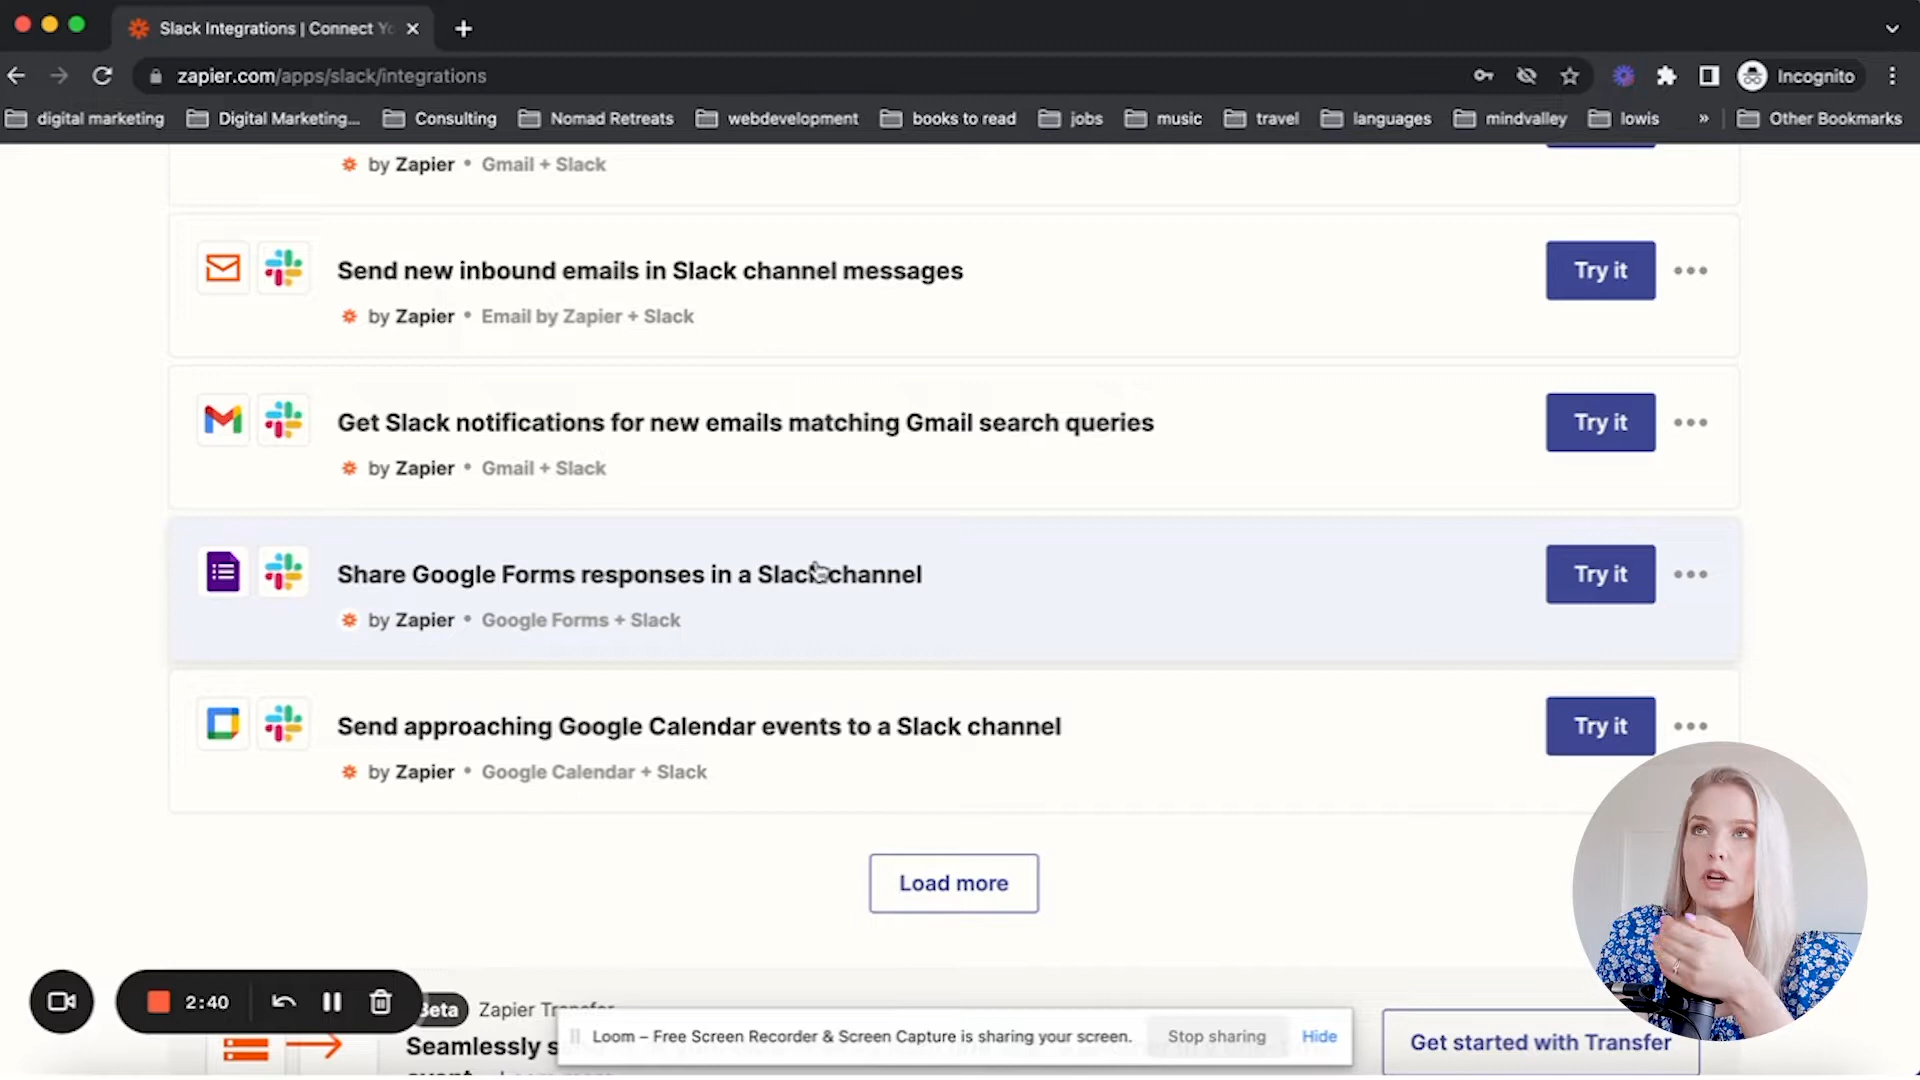 Slack Integrations | Connect Yo
zapier.com/apps/slack/integrations
Incognito
digital marketing
Digital Marketing...
Consulting
Nomad Retreats
webdevelopment
books to read
jobs
music
travel
languages
mindvalley
lowis
»
Other Bookmarks
by Zapier • Gmail + Slack
Send new inbound emails in Slack channel messages
Try it
by Zapier • Email by Zapier + Slack
Get Slack notifications for new emails matching Gmail search queries
Try it
by Zapier • Gmail + Slack
Share Google Forms responses in a Slack channel
Try it
by Zapier • Google Forms + Slack
Send approaching Google Calendar events to a Slack channel
Try it
by Zapier • Google Calendar + Slack
Load more
2:40
Beta
Zapier Transfer
Seamlessly
Loom – Free Screen Recorder & Screen Capture is sharing your screen.
Stop sharing
Hide
Get started with Transfer